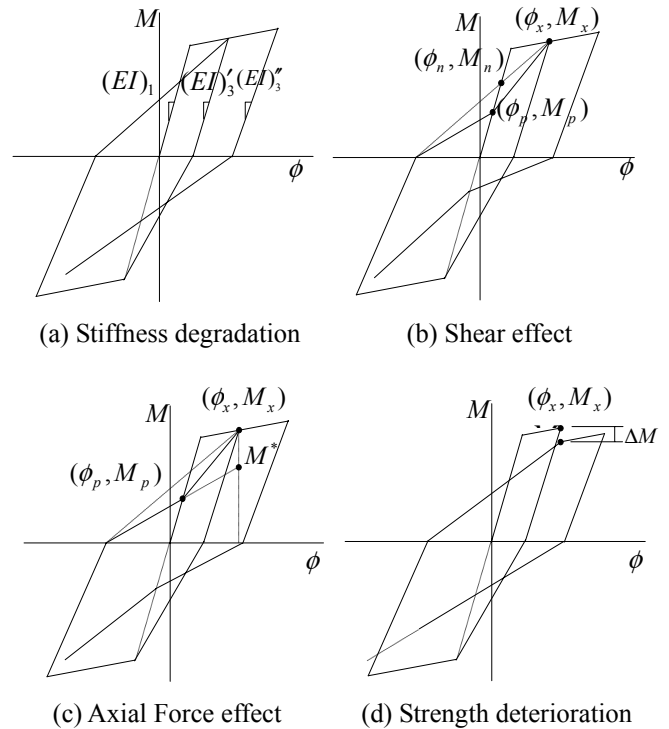 M
(EI)₁ (EI)₃′ (EI)₃″
ϕ
(a) Stiffness degradation
M
(ϕₓ, Mₓ)
(ϕₙ, Mₙ)
(ϕₚ, Mₚ)
ϕ
(b) Shear effect
M
(ϕₓ, Mₓ)
M*
(ϕₚ, Mₚ)
ϕ
(c) Axial Force effect
M
(ϕₓ, Mₓ)
ΔM
ϕ
(d) Strength deterioration